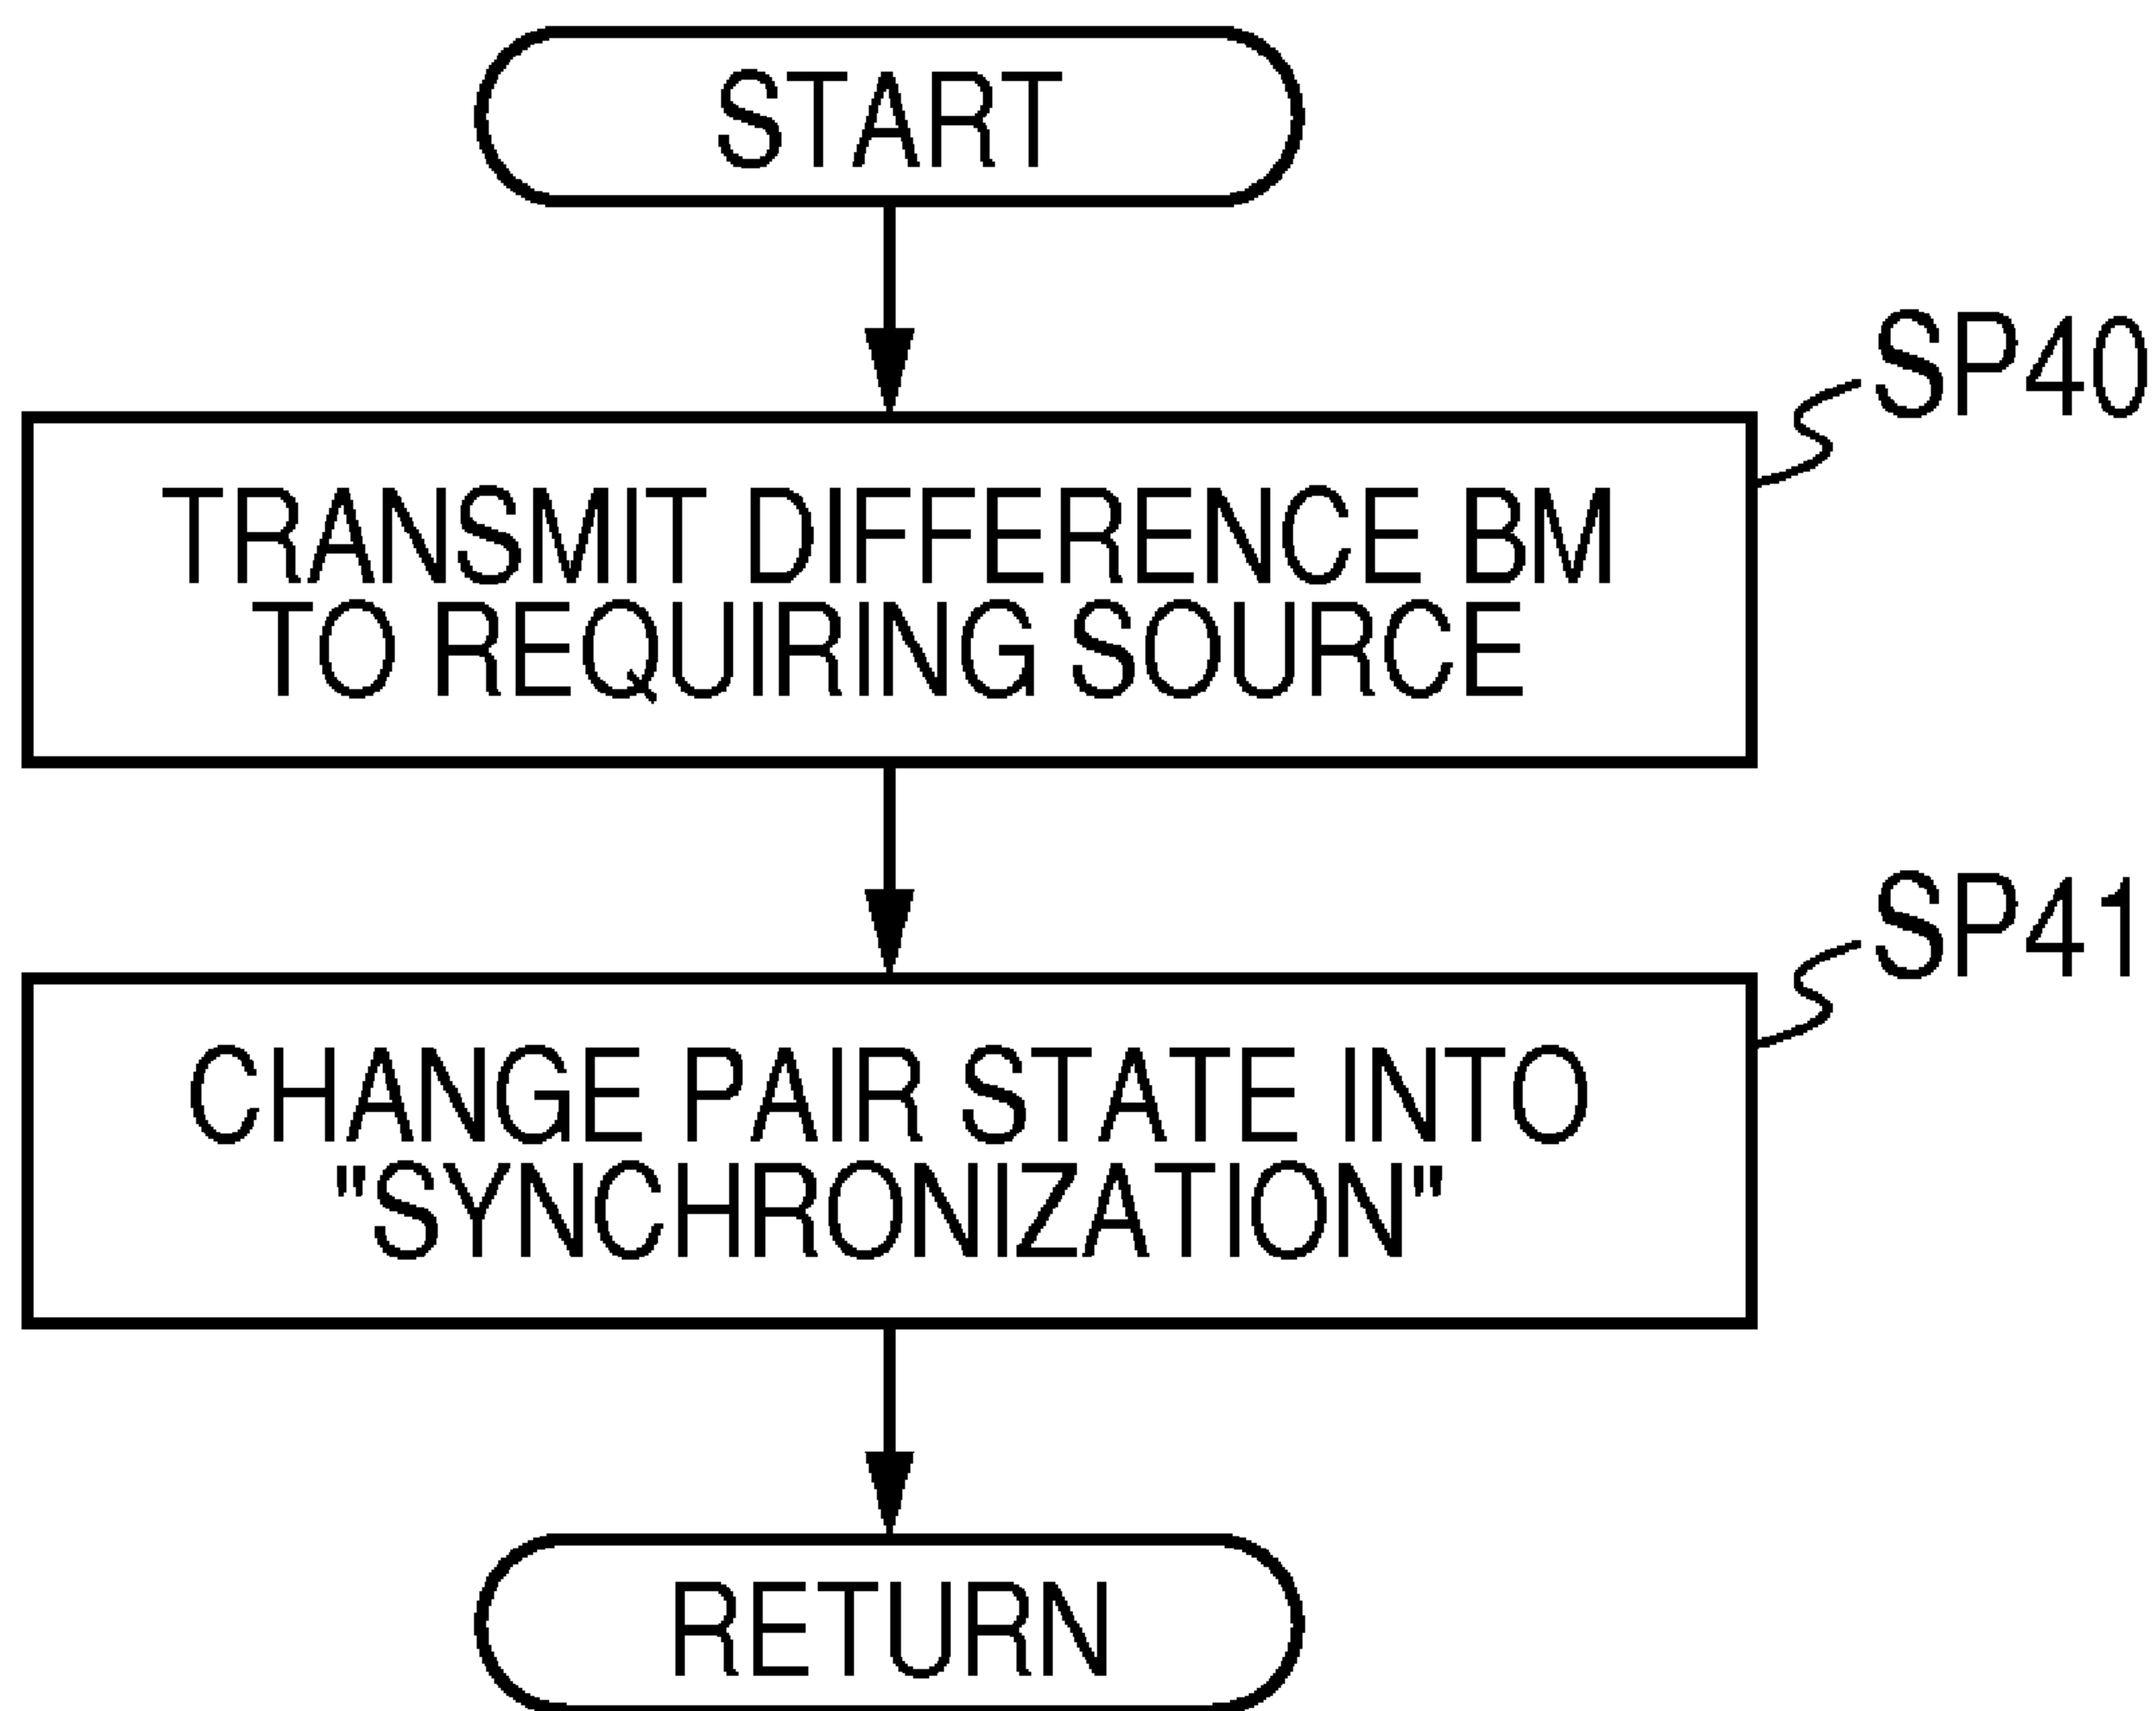 START
SP40
TRANSMIT DIFFERENCE BM
TO REQUIRING SOURCE
SP41
CHANGE PAIR STATE INTO
"SYNCHRONIZATION"
RETURN